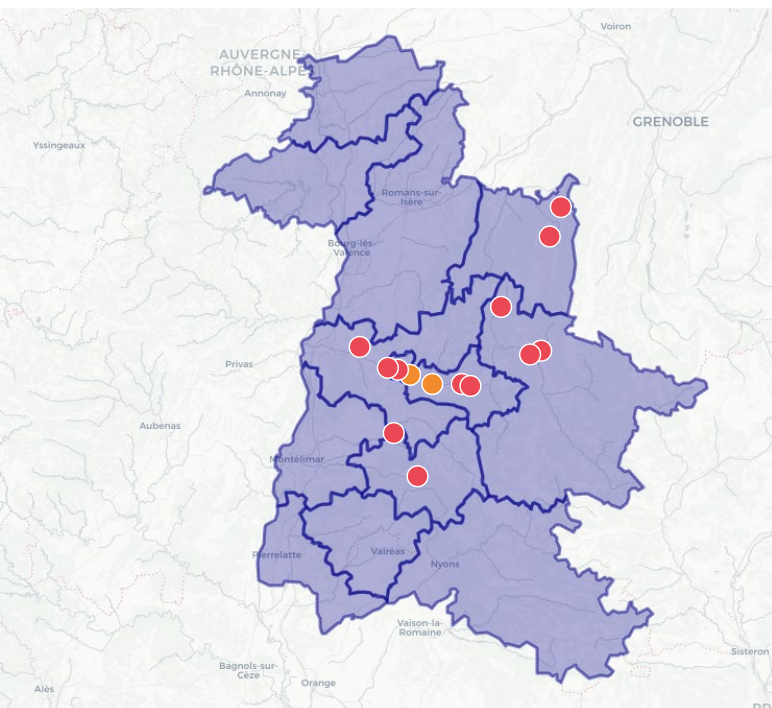 Voiron
AUVERGNE-
RHÔNE-ALPE
Annonay
GRENOBLE
Yssingeaux
Romans-sur-
Isère
Bourg-lès-
Valence
Privas
Aubenas
Montélimar
Pierrelatte
Valréas
Nyons
Vaison-la-
Romaine
Sisteron
Bagnols-sur-
Cèze
Orange
Alès